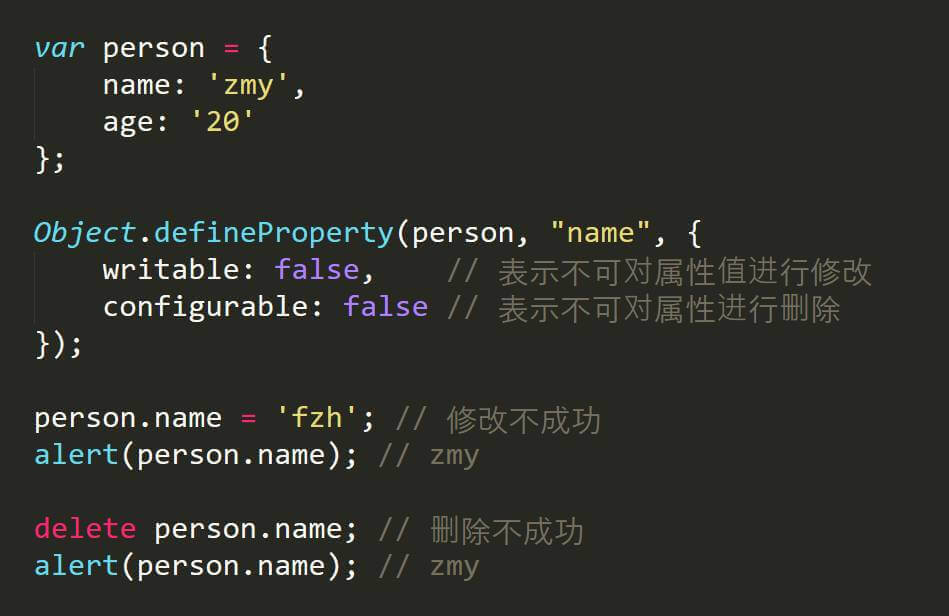 var person = {
    name: 'zmy',
    age: '20'
};
Object.defineProperty(person, "name", {
    writable: false,    // 表示不可对属性值进行修改
    configurable: false // 表示不可对属性进行删除
});
person.name = 'fzh'; // 修改不成功
alert(person.name); // zmy
delete person.name; // 删除不成功
alert(person.name); // zmy